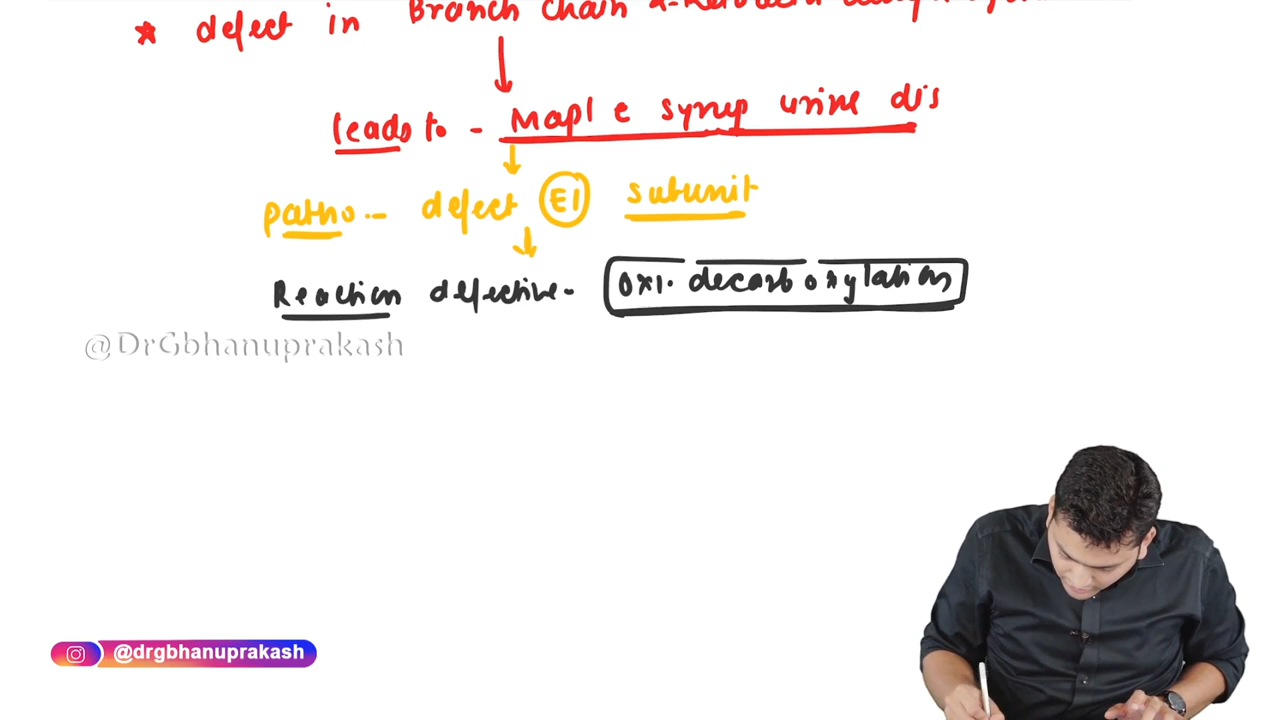 * defect in Branch chain α-
leads to - Maple syrup urine dis
patho - defect E1 subunit
Reaction defective - oxi. decarboxylation
@DrGbhanuprakash
@drgbhanuprakash